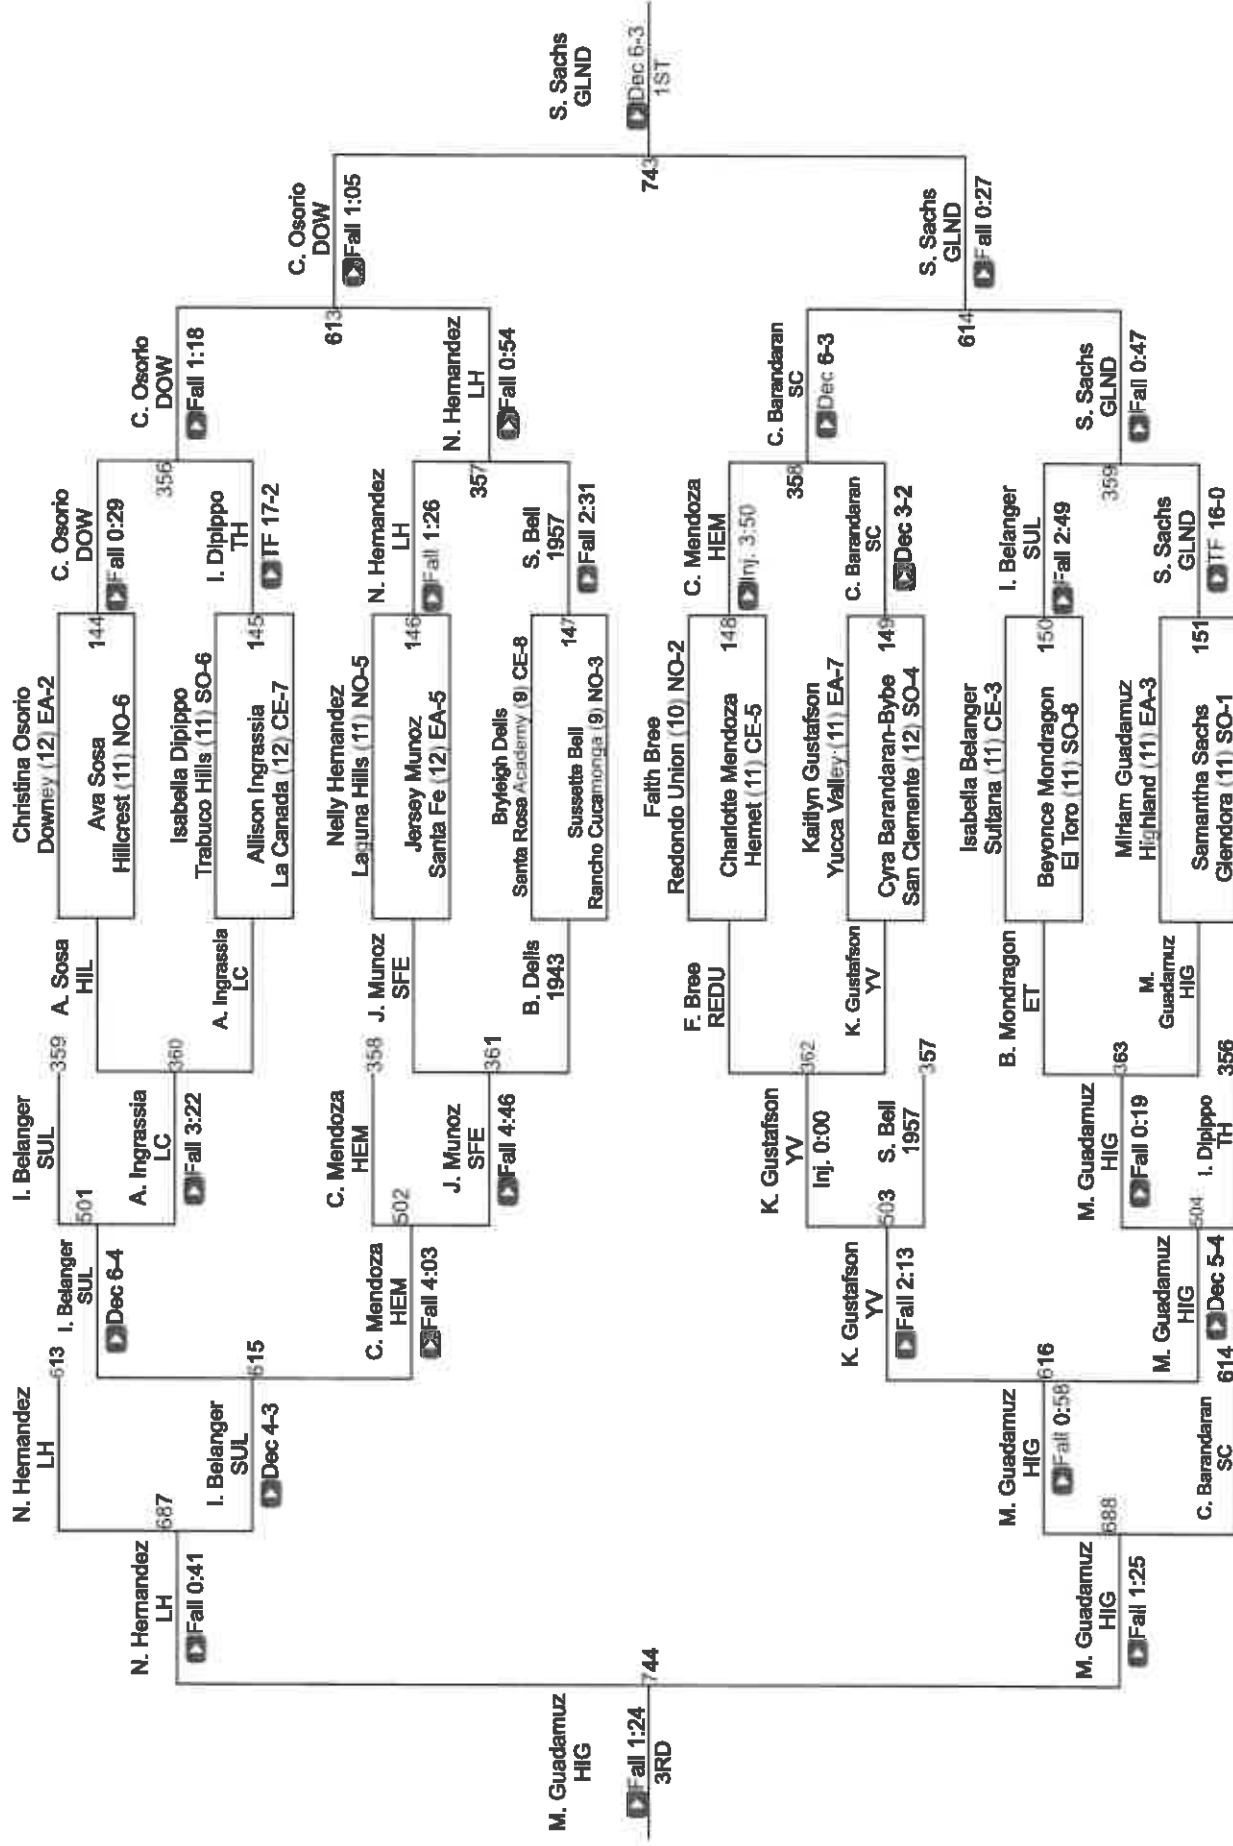 Christina Osorio
Downey (12) EA-2
144
Ava Sosa
Hillcrest (11) NO-6
C. Osorio
DOW
Fall 0:29
Isabella Dipippo
Trabuco Hills (11) SO-6
145
Allison Ingrassia
La Canada (12) CE-7
I. Dipippo
TH
TF 17-2
356
C. Osorio
DOW
Fall 1:18
Nelly Hernandez
Laguna Hills (11) NO-5
146
Jersey Munoz
Santa Fe (12) EA-5
N. Hernandez
LH
Fall 1:26
Bryleigh Dells
Santa Rosa Academy (9) CE-8
147
Sussette Bell
Rancho Cucamonga (9) NO-3
S. Bell
1957
Fall 2:31
357
N. Hernandez
LH
Fall 0:54
613
C. Osorio
DOW
Fall 1:05
Faith Bree
Redondo Union (10) NO-2
148
Charlotte Mendoza
Hemet (11) CE-5
C. Mendoza
HEM
Inj. 3:50
Kaitlyn Gustafson
Yucca Valley (11) EA-7
149
Cyra Barandaran-Bybe
San Clemente (12) SO-4
C. Barandaran
SC
Dec 3-2
358
C. Barandaran
SC
Dec 6-3
Isabella Belanger
Sultana (11) CE-3
150
Beyonce Mondragon
El Toro (11) SO-8
I. Belanger
SUL
Fall 2:49
Miriam Guadamuz
Highland (11) EA-3
151
Samantha Sachs
Glendora (11) SO-1
S. Sachs
GLND
TF 16-0
359
S. Sachs
GLND
Fall 0:47
614
S. Sachs
GLND
Fall 0:27
743
S. Sachs
GLND
Dec 6-3
1ST
A. Sosa
HIL
A. Ingrassia
LC
360
A. Ingrassia
LC
Fall 3:22
I. Belanger
SUL
359
501
I. Belanger
SUL
Dec 6-4
J. Munoz
SFE
B. Dells
1943
361
J. Munoz
SFE
Fall 4:46
C. Mendoza
HEM
358
502
C. Mendoza
HEM
Fall 4:03
615
I. Belanger
SUL
Dec 4-3
N. Hernandez
LH
613
687
N. Hernandez
LH
Fall 0:41
F. Bree
REDU
K. Gustafson
YV
362
K. Gustafson
YV
Inj. 0:00
S. Bell
1957
357
503
K. Gustafson
YV
Fall 2:13
B. Mondragon
ET
M.
Guadamuz
HIG
363
M. Guadamuz
HIG
Fall 0:19
I. Dipippo
TH
356
504
M. Guadamuz
HIG
Dec 5-4
616
M. Guadamuz
HIG
Fall 0:58
C. Barandaran
SC
614
688
M. Guadamuz
HIG
Fall 1:25
744
M. Guadamuz
HIG
Fall 1:24
3RD